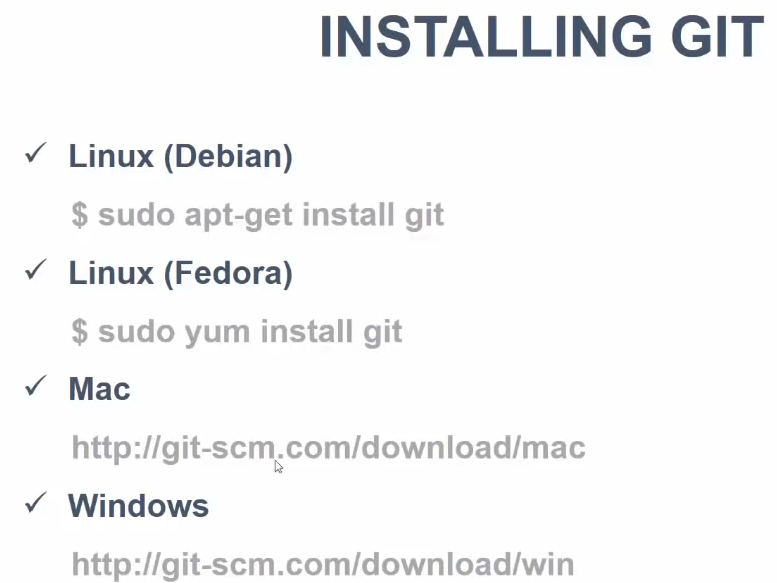 INSTALLING GIT
✓ Linux (Debian)
$ sudo apt-get install git
✓ Linux (Fedora)
$ sudo yum install git
✓ Mac
http://git-scm.com/download/mac
✓ Windows
http://git-scm.com/download/win